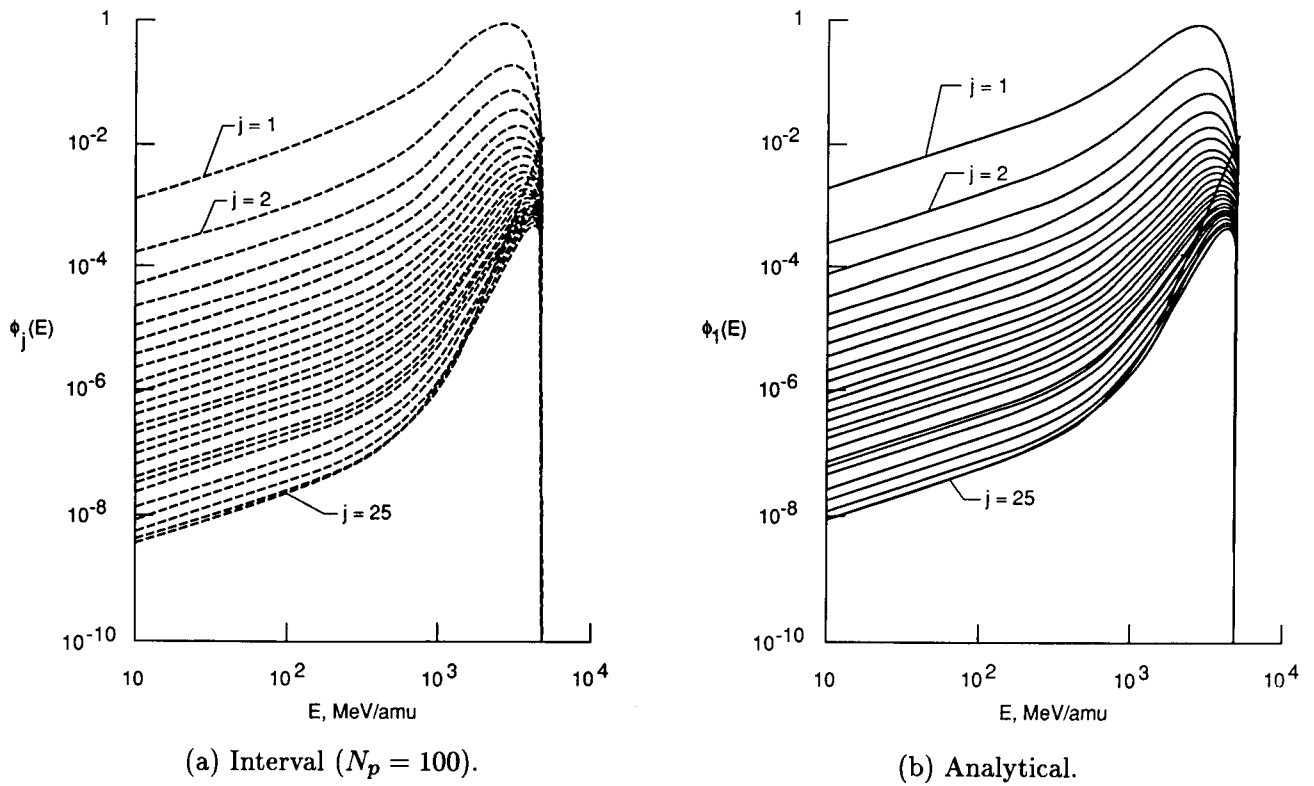 1
10⁻²
10⁻⁴
ϕⱼ(E)
10⁻⁶
10⁻⁸
10⁻¹⁰
j = 1
j = 2
j = 25
10
10²
10³
10⁴
E, MeV/amu
(a) Interval (Nₚ = 100).
1
10⁻²
10⁻⁴
ϕ₁(E)
10⁻⁶
10⁻⁸
10⁻¹⁰
j = 1
j = 2
j = 25
10
10²
10³
10⁴
E, MeV/amu
(b) Analytical.